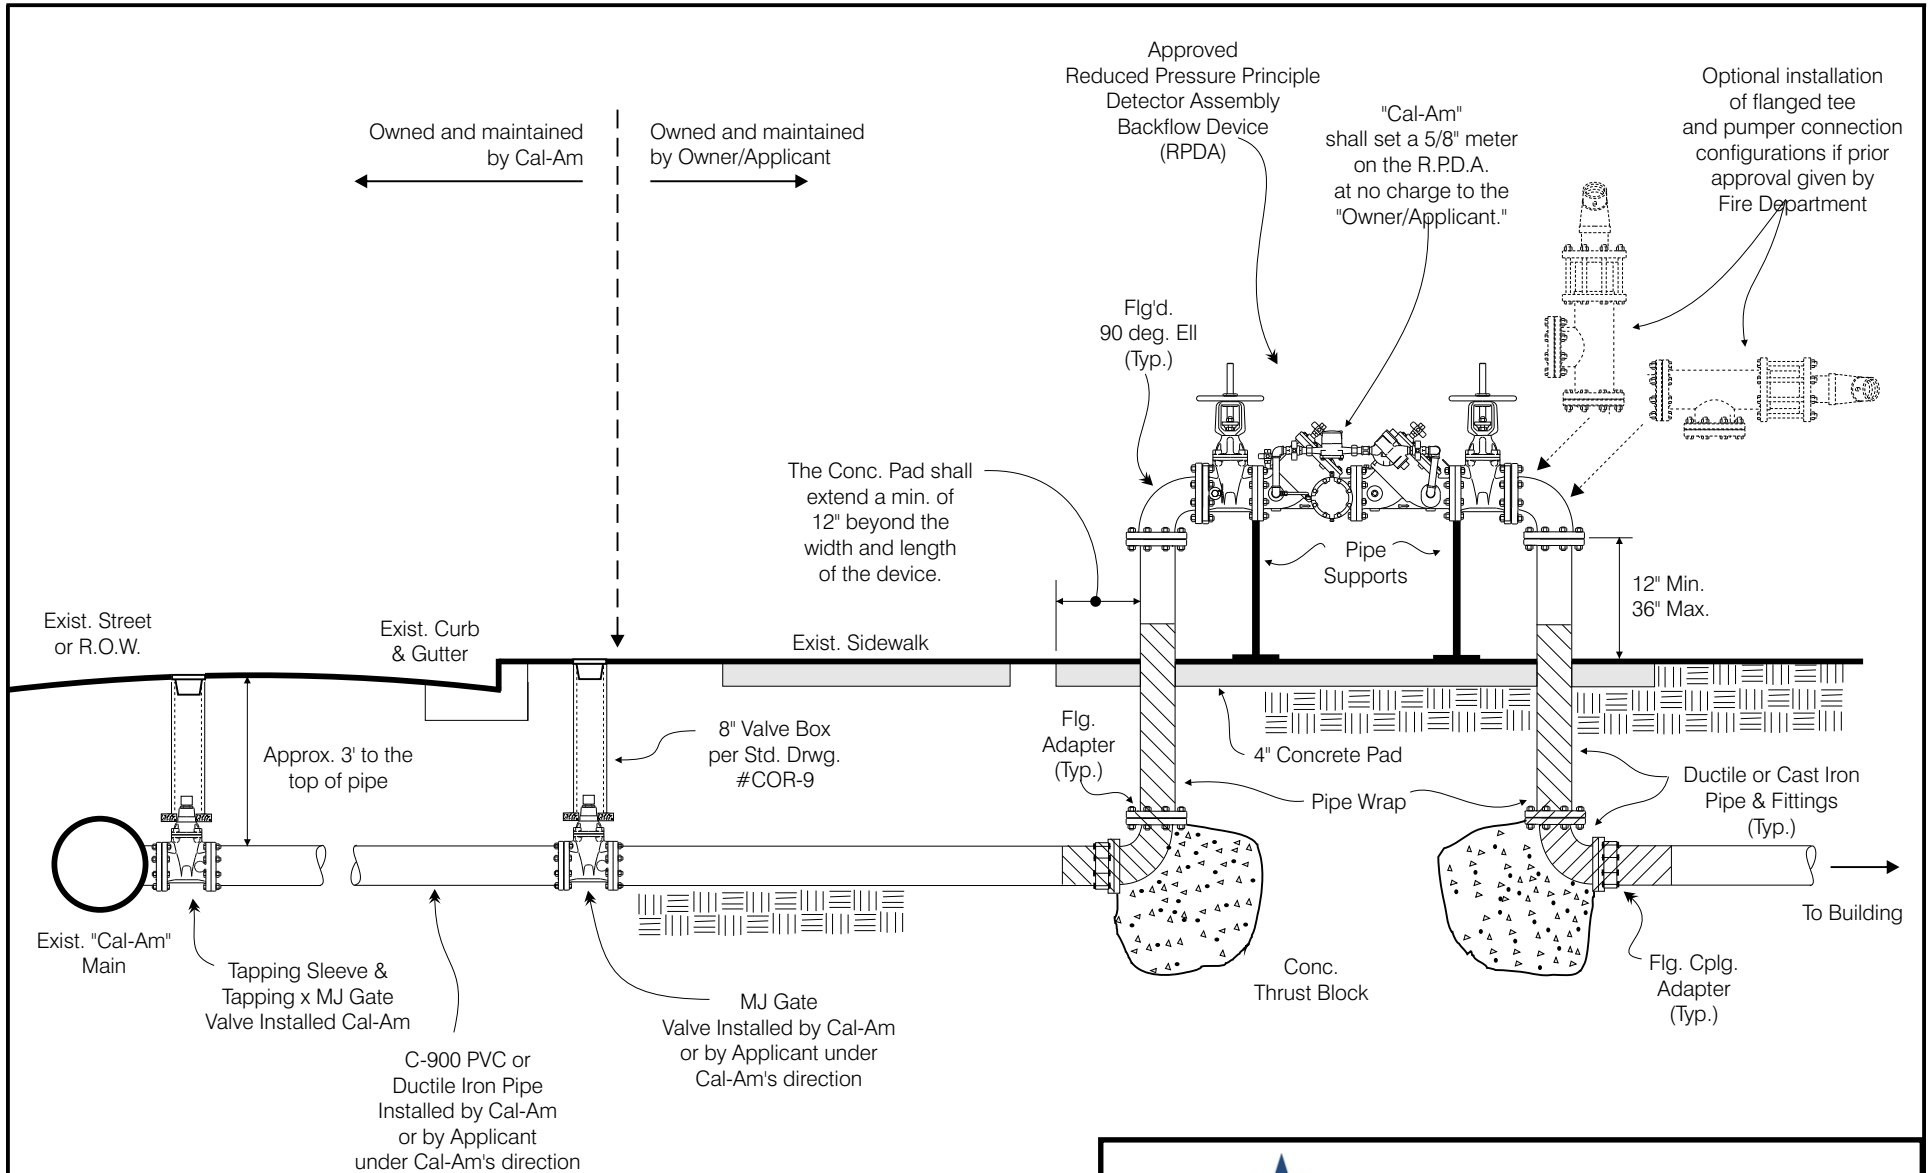 Approved
Reduced Pressure Principle
Detector Assembly
Backflow Device
(RPDA)
"Cal-Am"
shall set a 5/8" meter
on the R.P.D.A.
at no charge to the
"Owner/Applicant."
Optional installation
of flanged tee
and pumper connection
configurations if prior
approval given by
Fire Department
Owned and maintained
by Cal-Am
Owned and maintained
by Owner/Applicant
Flg'd.
90 deg. Ell
(Typ.)
The Conc. Pad shall
extend a min. of
12" beyond the
width and length
of the device.
Pipe
Supports
12" Min.
36" Max.
Exist. Street
or R.O.W.
Exist. Curb
& Gutter
Exist. Sidewalk
Approx. 3' to the
top of pipe
8" Valve Box
per Std. Drwg.
#COR-9
Flg.
Adapter
(Typ.)
4" Concrete Pad
Pipe Wrap
Ductile or Cast Iron
Pipe & Fittings
(Typ.)
To Building
Exist. "Cal-Am"
Main
Tapping Sleeve &
Tapping x MJ Gate
Valve Installed Cal-Am
C-900 PVC or
Ductile Iron Pipe
Installed by Cal-Am
or by Applicant
under Cal-Am's direction
MJ Gate
Valve Installed by Cal-Am
or by Applicant under
Cal-Am's direction
Conc.
Thrust Block
Flg. Cplg.
Adapter
(Typ.)